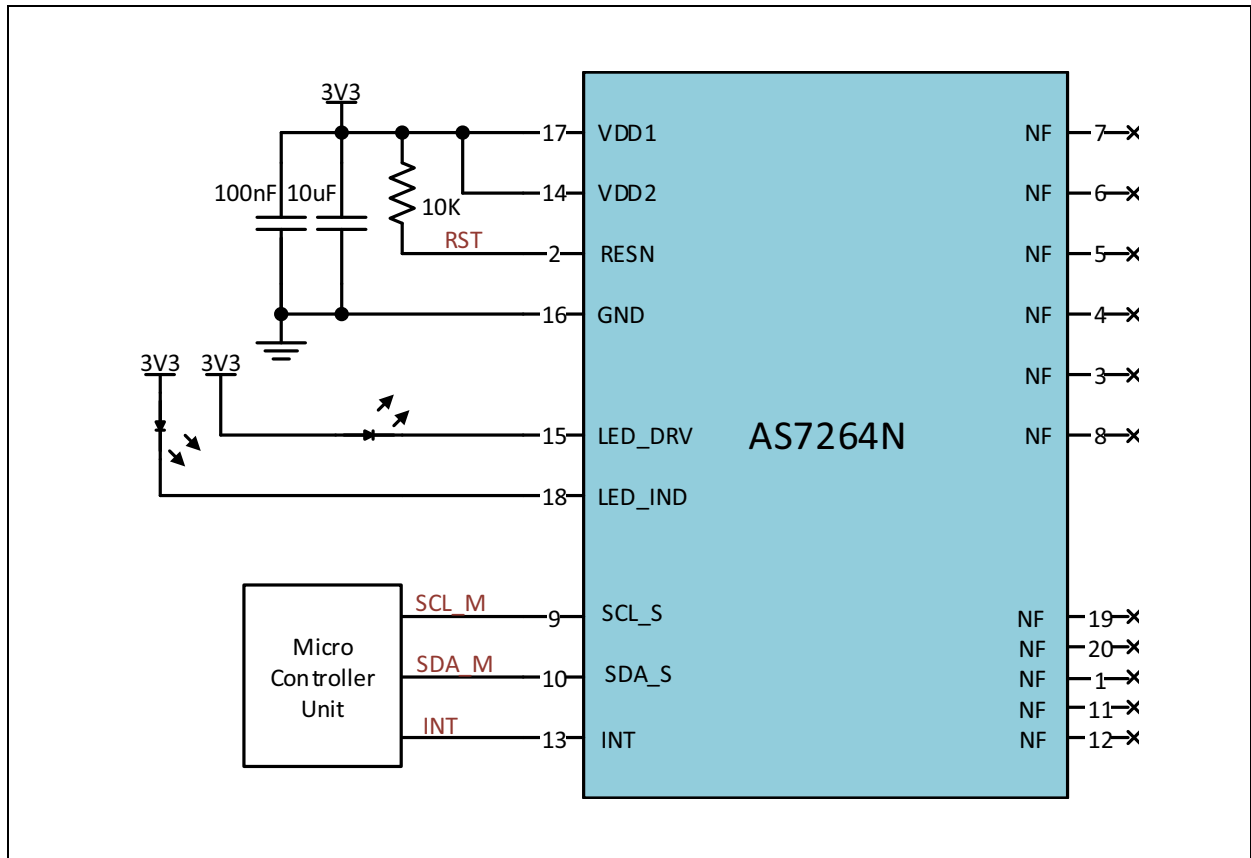 3V3
17 VDD1 NF 7
100nF 10uF 10K 14 VDD2 NF 6
RST 2 RESN NF 5
16 GND NF 4
3V3 3V3 NF 3
15 LED_DRV AS7264N NF 8
18 LED_IND
SCL_M 9 SCL_S NF 19
Micro NF 20
Controller SDA_M 10 SDA_S NF 1
Unit NF 11
INT 13 INT NF 12